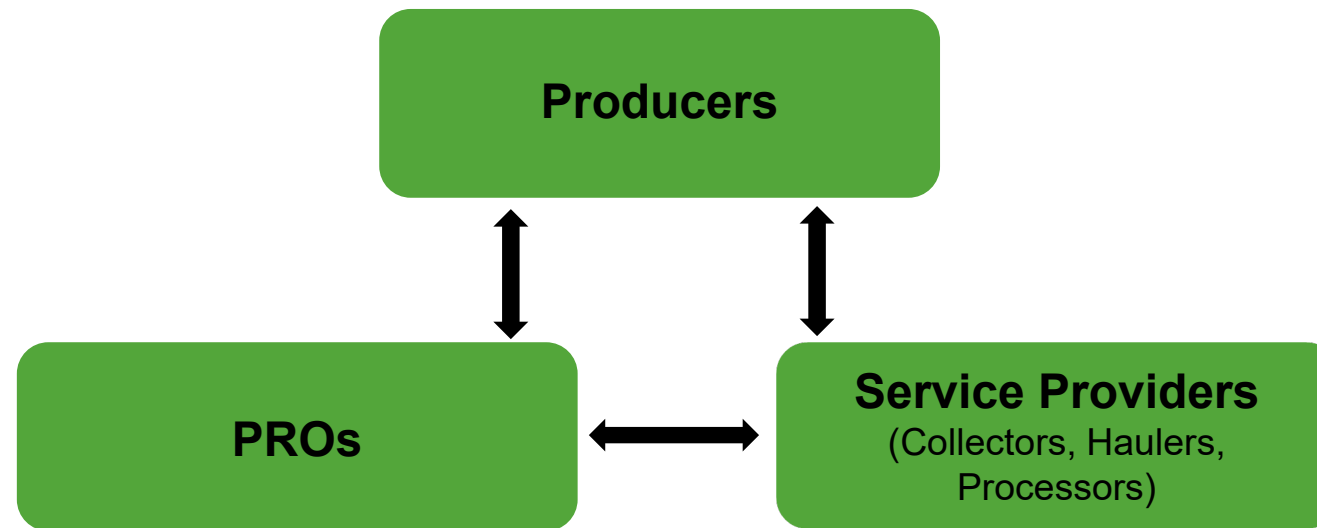 Producers
PROs
Service Providers
(Collectors, Haulers,
Processors)